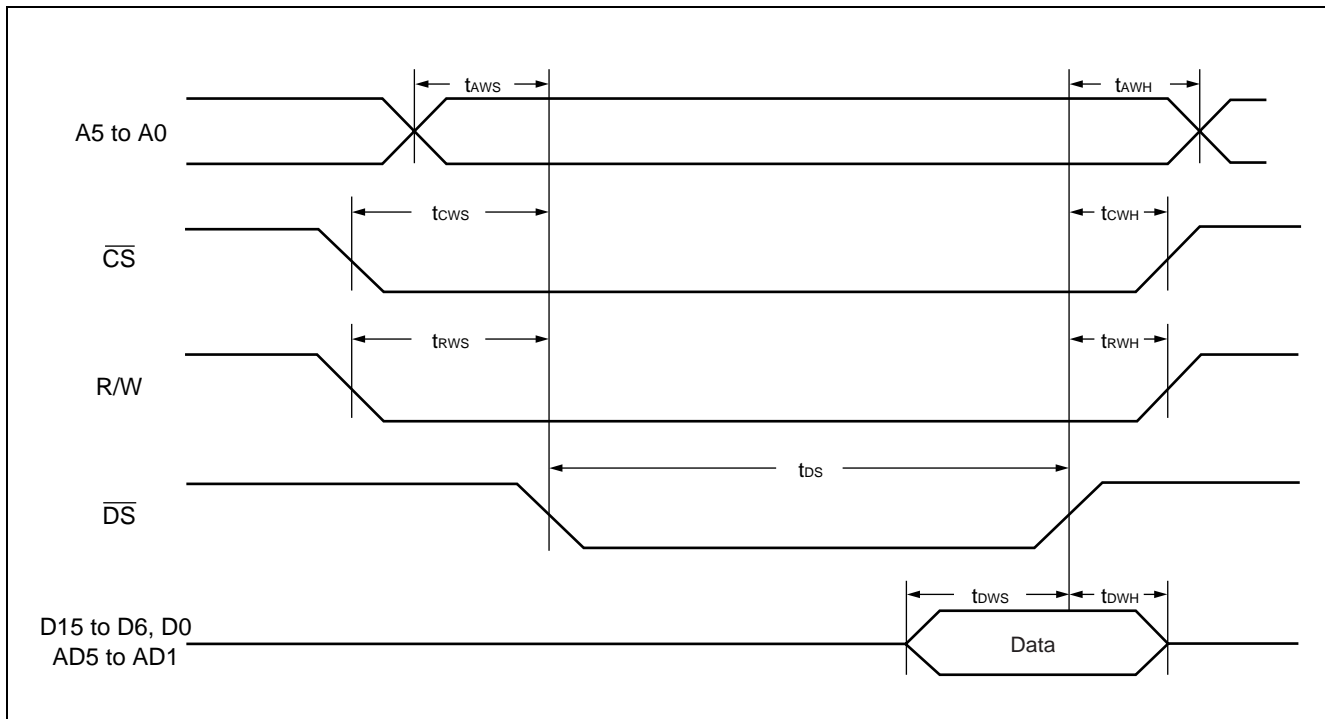 tAWS
tAWH
A5 to A0
tCWS
tCWH
CS
tRWS
tRWH
R/W
tDS
DS
tDWS
tDWH
D15 to D6, D0
AD5 to AD1
Data